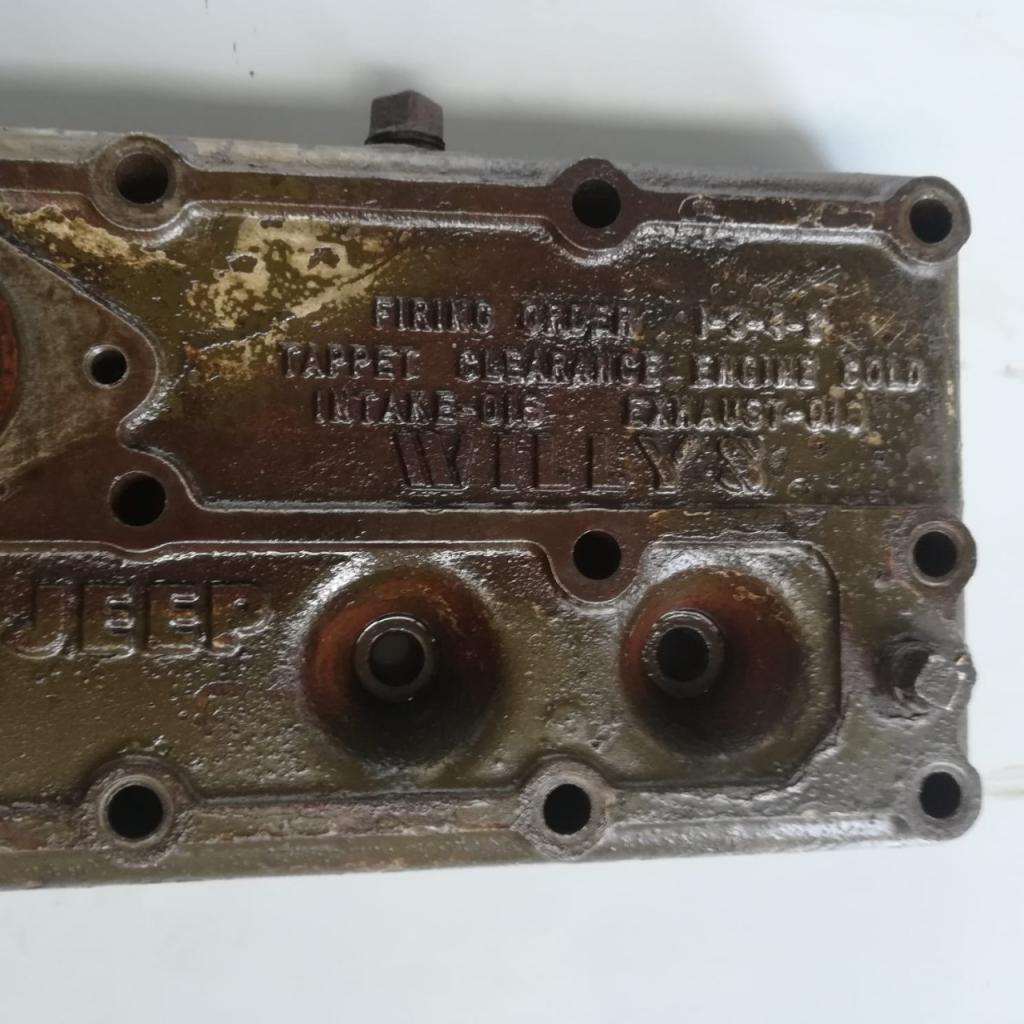 FIRING ORDER 1-3-4-2
TAPPET CLEARANCE-ENGINE COLD
INTAKE-016 EXHAUST-016
WILLYS
JEEP